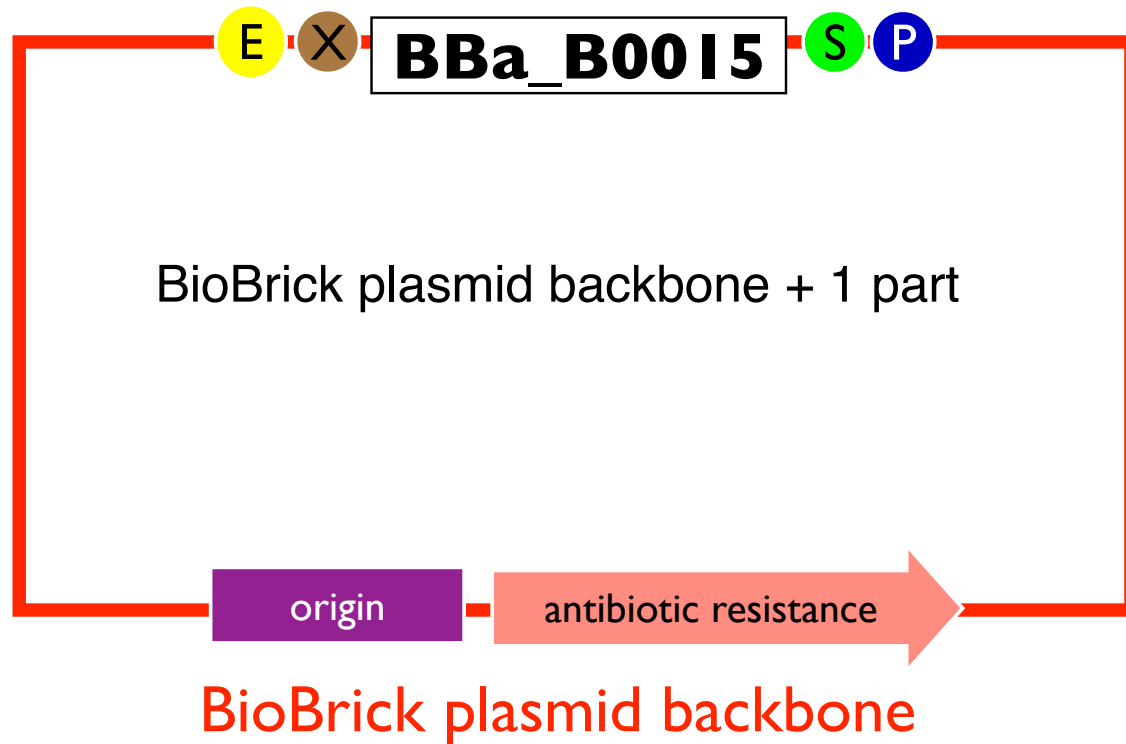 E X BBa_B0015 S P
BioBrick plasmid backbone + 1 part
origin antibiotic resistance
BioBrick plasmid backbone